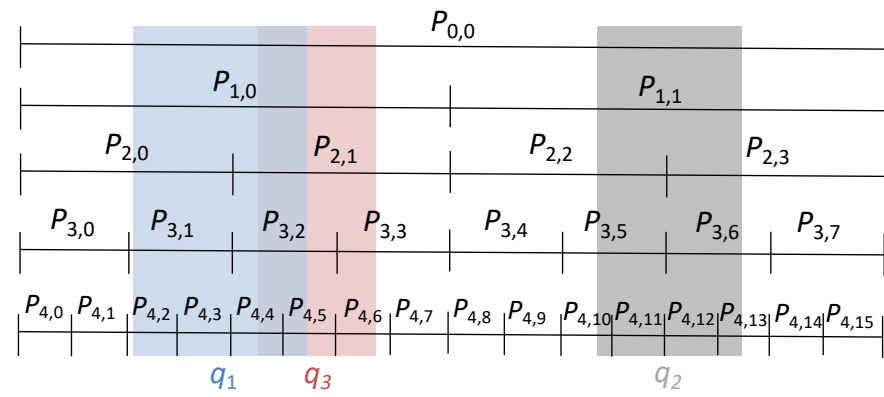 P0,0
P1,0 P1,1
P2,0 P2,1 P2,2 P2,3
P3,0 P3,1 P3,2 P3,3 P3,4 P3,5 P3,6 P3,7
P4,0 P4,1 P4,2 P4,3 P4,4 P4,5 P4,6 P4,7 P4,8 P4,9 P4,10 P4,11 P4,12 P4,13 P4,14 P4,15
q1 q3 q2